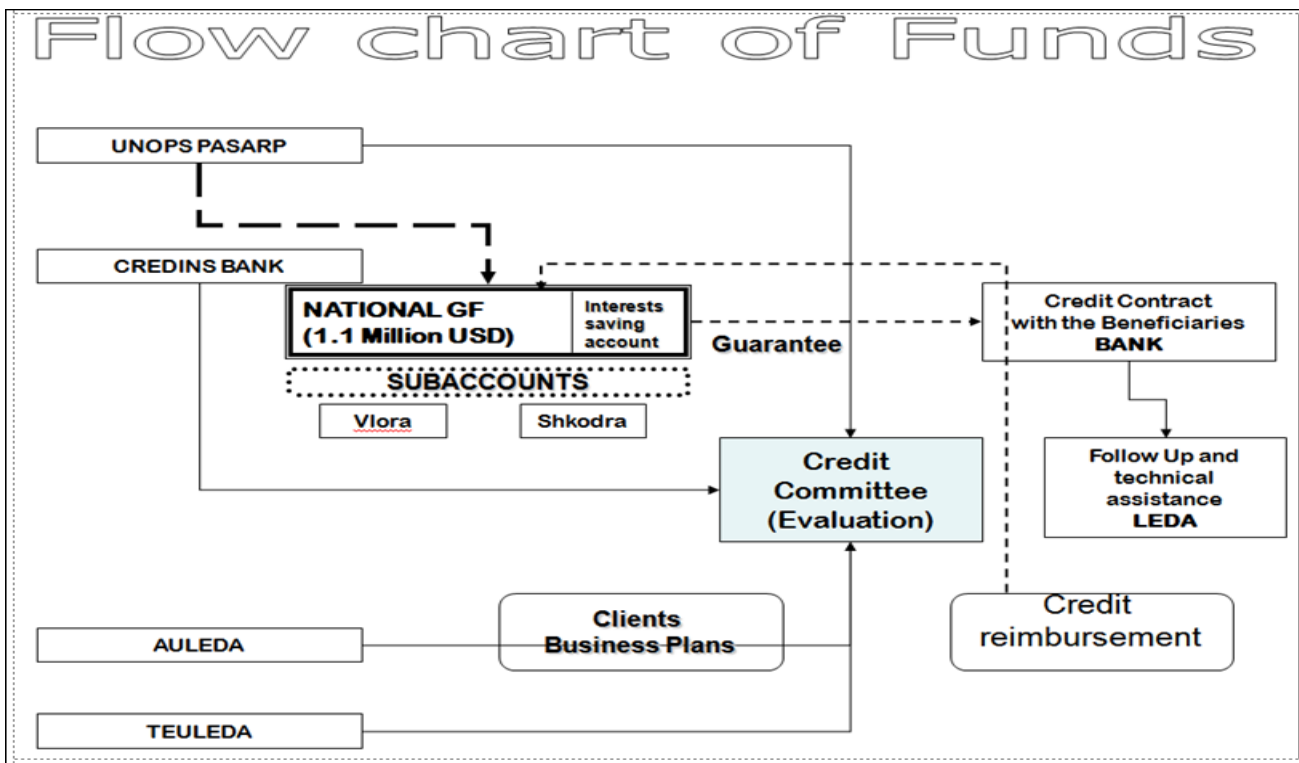 Flow chart of Funds
UNOPS PASARP
CREDINS BANK
NATIONAL GF
(1.1 Million USD)
Interests
saving
account
Guarantee
Credit Contract
with the Beneficiaries
BANK
SUBACCOUNTS
Vlora
Shkodra
Credit
Committee
(Evaluation)
Follow Up and
technical
assistance
LEDA
Clients
Business Plans
Credit
reimbursement
AULEDA
TEULEDA